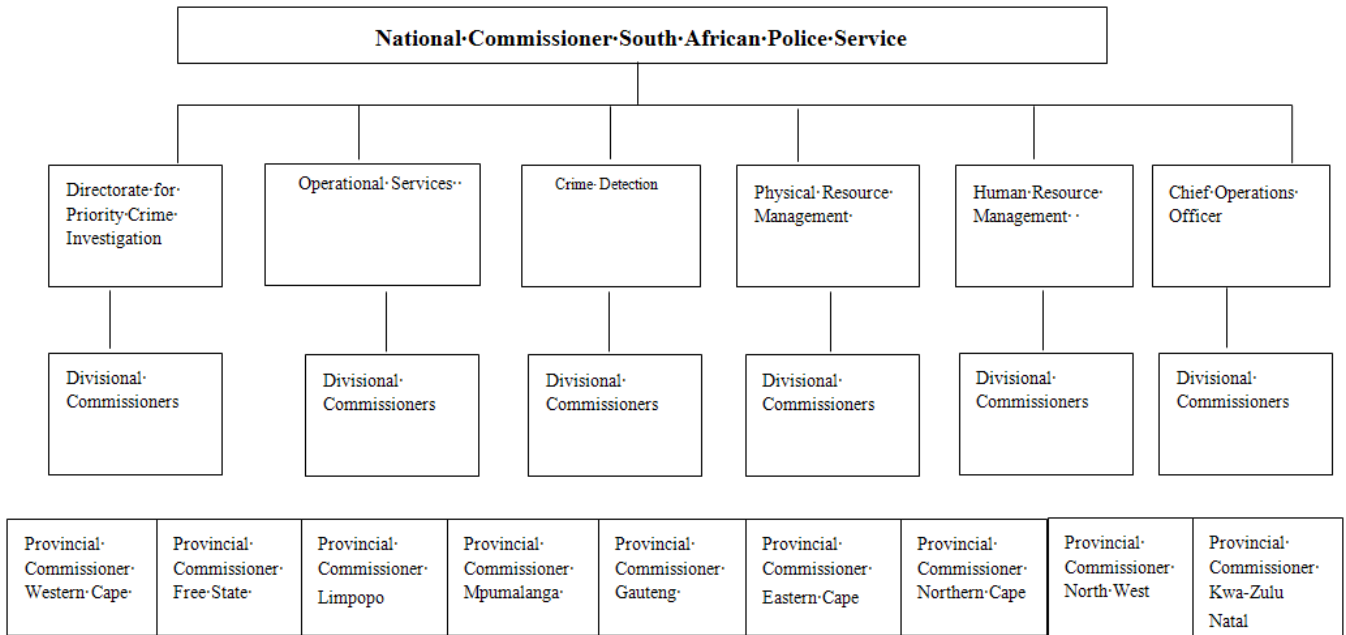 National·Commissioner·South·African·Police·Service
Directorate·for·
Priority·Crime·
Investigation
Operational·Services··
Crime·Detection
Physical·Resource·
Management·
Human·Resource·
Management··
Chief·Operations·
Officer
Divisional·
Commissioners
Divisional·
Commissioners
Divisional·
Commissioners
Divisional·
Commissioners
Divisional·
Commissioners
Divisional·
Commissioners
Provincial·
Commissioner·
Western·Cape·
Provincial·
Commissioner·
Free·State·
Provincial·
Commissioner·
Limpopo
Provincial·
Commissioner·
Mpumalanga·
Provincial·
Commissioner·
Gauteng·
Provincial·
Commissioner·
Eastern·Cape
Provincial·
Commissioner·
Northern·Cape
Provincial·
Commissioner·
North·West
Provincial·
Commissioner·
Kwa-Zulu
Natal